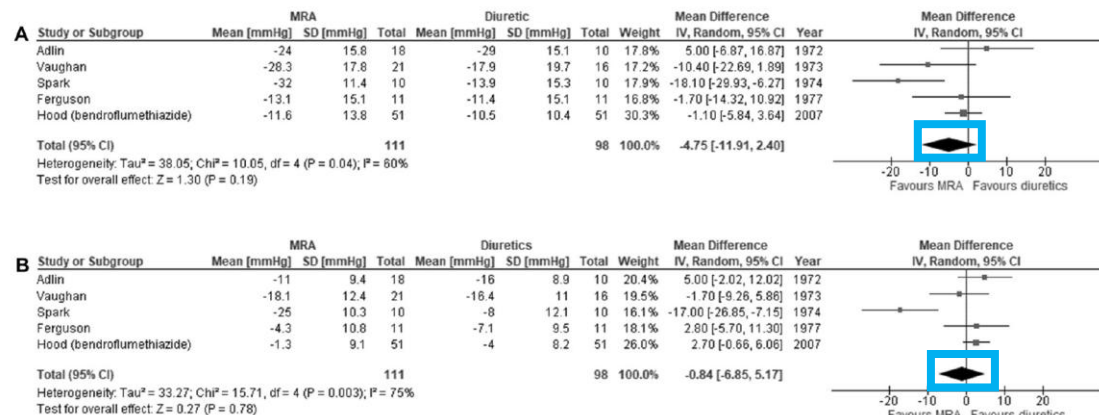 MRA Diuretic Mean Difference Mean Difference
A Study or Subgroup Mean [mmHg] SD [mmHg] Total Mean [mmHg] SD [mmHg] Total Weight IV, Random, 95% CI Year IV, Random, 95% CI
Adlin -24 15.8 18 -29 15.1 10 17.8% 5.00 [-6.87, 16.87] 1972
Vaughan -28.3 17.8 21 -17.9 19.7 16 17.2% -10.40 [-22.69, 1.89] 1973
Spark -32 11.4 10 -13.9 15.3 10 17.9% -18.10 [-29.93, -6.27] 1974
Ferguson -13.1 15.1 11 -11.4 15.1 11 16.8% -1.70 [-14.32, 10.92] 1977
Hood (bendroflumethiazide) -11.6 13.8 51 -10.5 10.4 51 30.3% -1.10 [-5.84, 3.64] 2007
Total (95% CI) 111 98 100.0% -4.75 [-11.91, 2.40]
Heterogeneity: Tau² = 38.05; Chi² = 10.05, df = 4 (P = 0.04); I² = 60%
Test for overall effect: Z = 1.30 (P = 0.19)
-20 -10 0 10 20
Favours MRA Favours diuretics
MRA Diuretics Mean Difference Mean Difference
B Study or Subgroup Mean [mmHg] SD [mmHg] Total Mean [mmHg] SD [mmHg] Total Weight IV, Random, 95% CI Year IV, Random, 95% CI
Adlin -11 9.4 18 -16 8.9 10 20.4% 5.00 [-2.02, 12.02] 1972
Vaughan -18.1 12.4 21 -16.4 11 16 19.5% -1.70 [-9.26, 5.86] 1973
Spark -25 10.3 10 -8 12.1 10 16.1% -17.00 [-26.85, -7.15] 1974
Ferguson -4.3 10.8 11 -7.1 9.5 11 18.1% 2.80 [-5.70, 11.30] 1977
Hood (bendroflumethiazide) -1.3 9.1 51 -4 8.2 51 26.0% 2.70 [-0.66, 6.06] 2007
Total (95% CI) 111 98 100.0% -0.84 [-6.85, 5.17]
Heterogeneity: Tau² = 33.27; Chi² = 15.71, df = 4 (P = 0.003); I² = 75%
Test for overall effect: Z = 0.27 (P = 0.78)
-20 -10 0 10 20
Favours MRA Favours diuretics